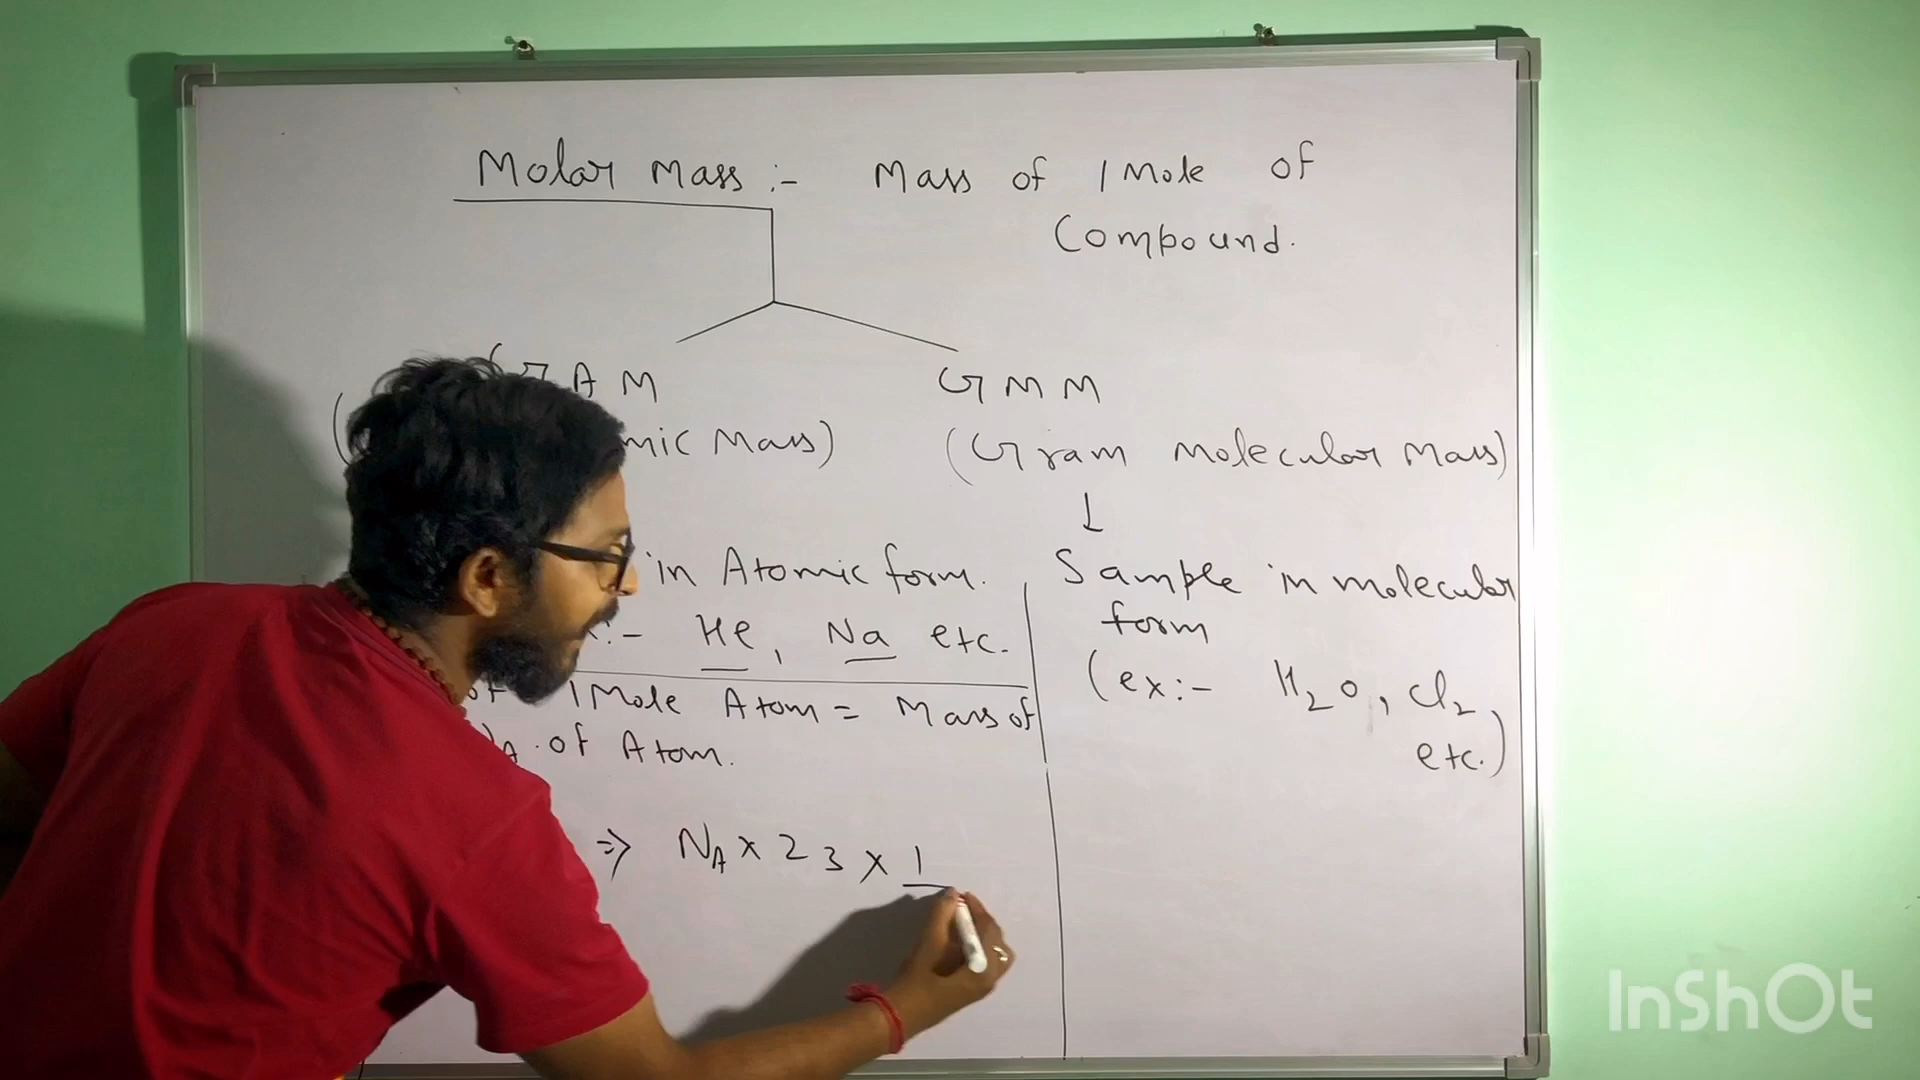 Molar Mass :- Mass of 1 Mole of
Compound.
GAM
GMM
mic Mass)
(Gram molecular Mass)
in Atomic form.
:- He, Na etc.
Sample in molecular
form
(ex:- H₂O, Cl₂,
etc.)
of 1 Mole Atom = Mass of
A of Atom.
⇒ N_A × 23 × 1
InShOt